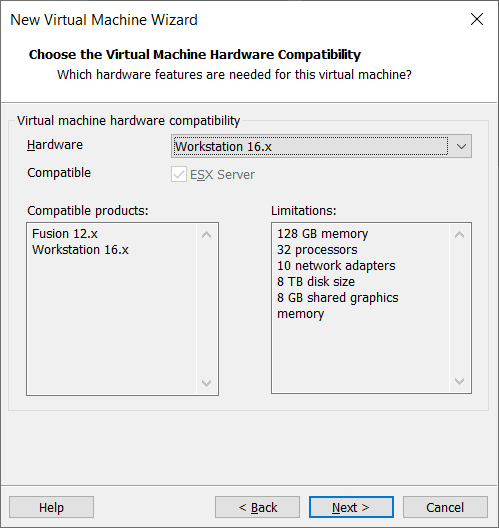 New Virtual Machine Wizard
Choose the Virtual Machine Hardware Compatibility
Which hardware features are needed for this virtual machine?
Virtual machine hardware compatibility
Hardware
Workstation 16.x
Compatible
ESX Server
Compatible products:
Fusion 12.x
Workstation 16.x
Limitations:
128 GB memory
32 processors
10 network adapters
8 TB disk size
8 GB shared graphics
memory
Help
< Back
Next >
Cancel